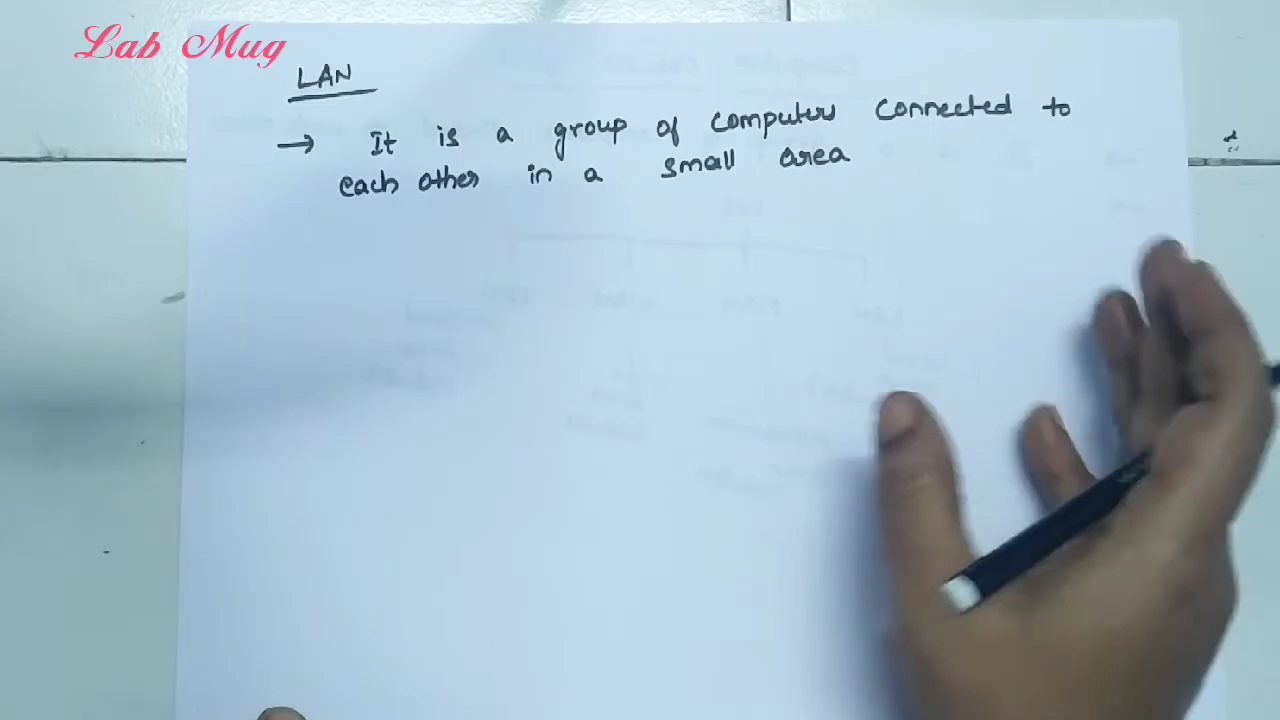 Lab Mug
LAN
→ It is a group of computers connected to
each other in a small area